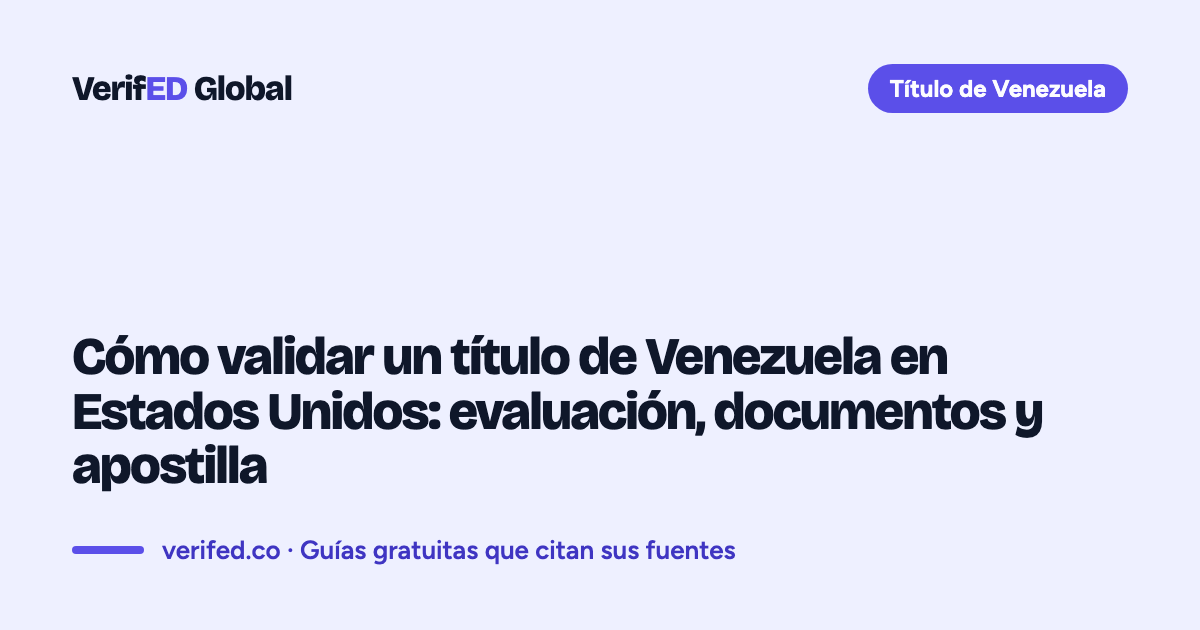 VerifED Global
Título de Venezuela
Cómo validar un título de Venezuela en
Estados Unidos: evaluación, documentos y
apostilla
verifed.co · Guías gratuitas que citan sus fuentes